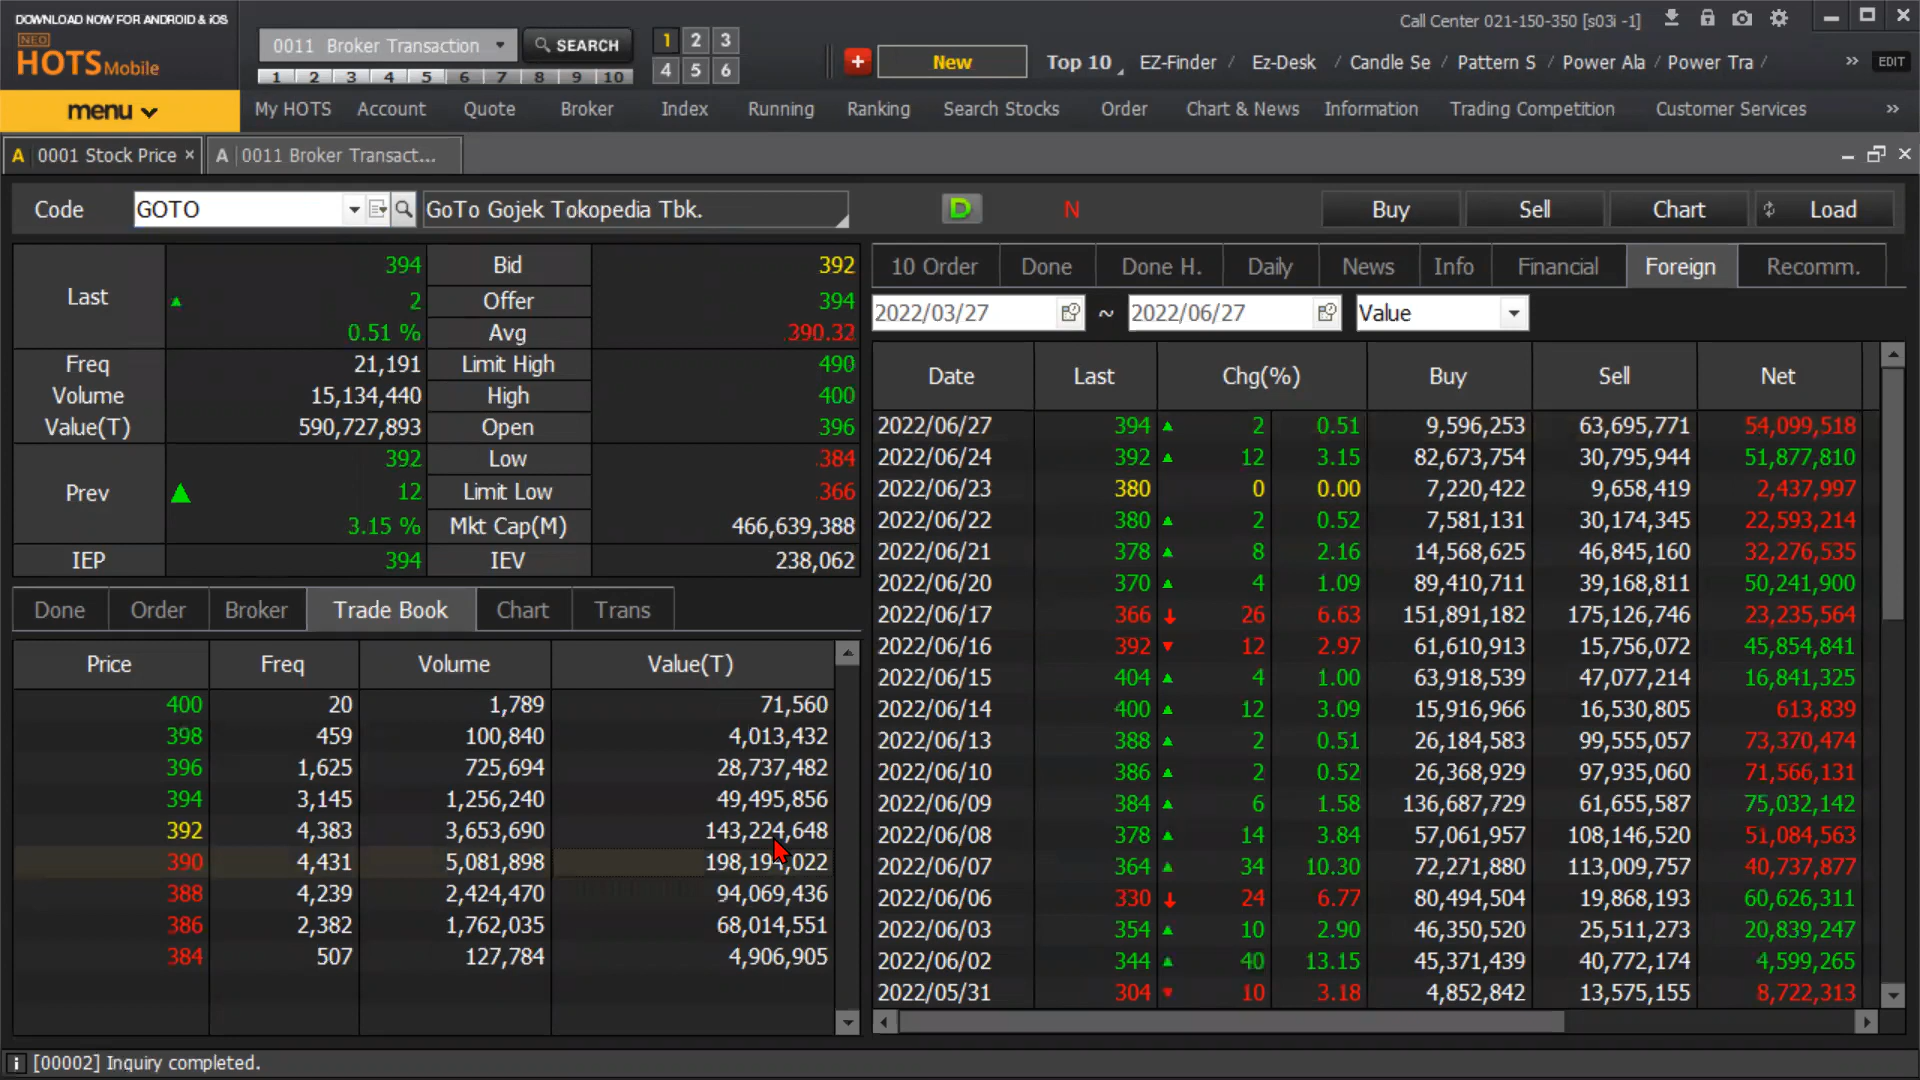 DOWNLOAD NOW FOR ANDROID & iOS
NEO
HOTS Mobile
0011 Broker Transaction
SEARCH
1 2 3 4 5 6 7 8 9 10
1 2 3
4 5 6
Call Center 021-150-350 [s03i -1]
New
Top 10 EZ-Finder / Ez-Desk / Candle Se / Pattern S / Power Ala / Power Tra / » EDIT
menu
My HOTS Account Quote Broker Index Running Ranking Search Stocks Order Chart & News Information Trading Competition Customer Services »
A 0001 Stock Price ×
A 0011 Broker Transact...
Code GOTO GoTo Gojek Tokopedia Tbk. D N Buy Sell Chart Load
Last 394 Bid 392
2 Offer 394
0.51 % Avg 390.32
Freq 21,191 Limit High 490
Volume 15,134,440 High 400
Value(T) 590,727,893 Open 396
392 Low 384
Prev 12 Limit Low 366
3.15 % Mkt Cap(M) 466,639,388
IEP 394 IEV 238,062
Done Order Broker Trade Book Chart Trans
Price Freq Volume Value(T)
400 20 1,789 71,560
398 459 100,840 4,013,432
396 1,625 725,694 28,737,482
394 3,145 1,256,240 49,495,856
392 4,383 3,653,690 143,224,648
390 4,431 5,081,898 198,194,022
388 4,239 2,424,470 94,069,436
386 2,382 1,762,035 68,014,551
384 507 127,784 4,906,905
10 Order Done Done H. Daily News Info Financial Foreign Recomm.
2022/03/27 ~ 2022/06/27 Value
Date Last Chg(%) Buy Sell Net
2022/06/27 394 2 0.51 9,596,253 63,695,771 54,099,518
2022/06/24 392 12 3.15 82,673,754 30,795,944 51,877,810
2022/06/23 380 0 0.00 7,220,422 9,658,419 2,437,997
2022/06/22 380 2 0.52 7,581,131 30,174,345 22,593,214
2022/06/21 378 8 2.16 14,568,625 46,845,160 32,276,535
2022/06/20 370 4 1.09 89,410,711 39,168,811 50,241,900
2022/06/17 366 26 6.63 151,891,182 175,126,746 23,235,564
2022/06/16 392 12 2.97 61,610,913 15,756,072 45,854,841
2022/06/15 404 4 1.00 63,918,539 47,077,214 16,841,325
2022/06/14 400 12 3.09 15,916,966 16,530,805 613,839
2022/06/13 388 2 0.51 26,184,583 99,555,057 73,370,474
2022/06/10 386 2 0.52 26,368,929 97,935,060 71,566,131
2022/06/09 384 6 1.58 136,687,729 61,655,587 75,032,142
2022/06/08 378 14 3.84 57,061,957 108,146,520 51,084,563
2022/06/07 364 34 10.30 72,271,880 113,009,757 40,737,877
2022/06/06 330 24 6.77 80,494,504 19,868,193 60,626,311
2022/06/03 354 10 2.90 46,350,520 25,511,273 20,839,247
2022/06/02 344 40 13.15 45,371,439 40,772,174 4,599,265
2022/05/31 304 10 3.18 4,852,842 13,575,155 8,722,313
[00002] Inquiry completed.